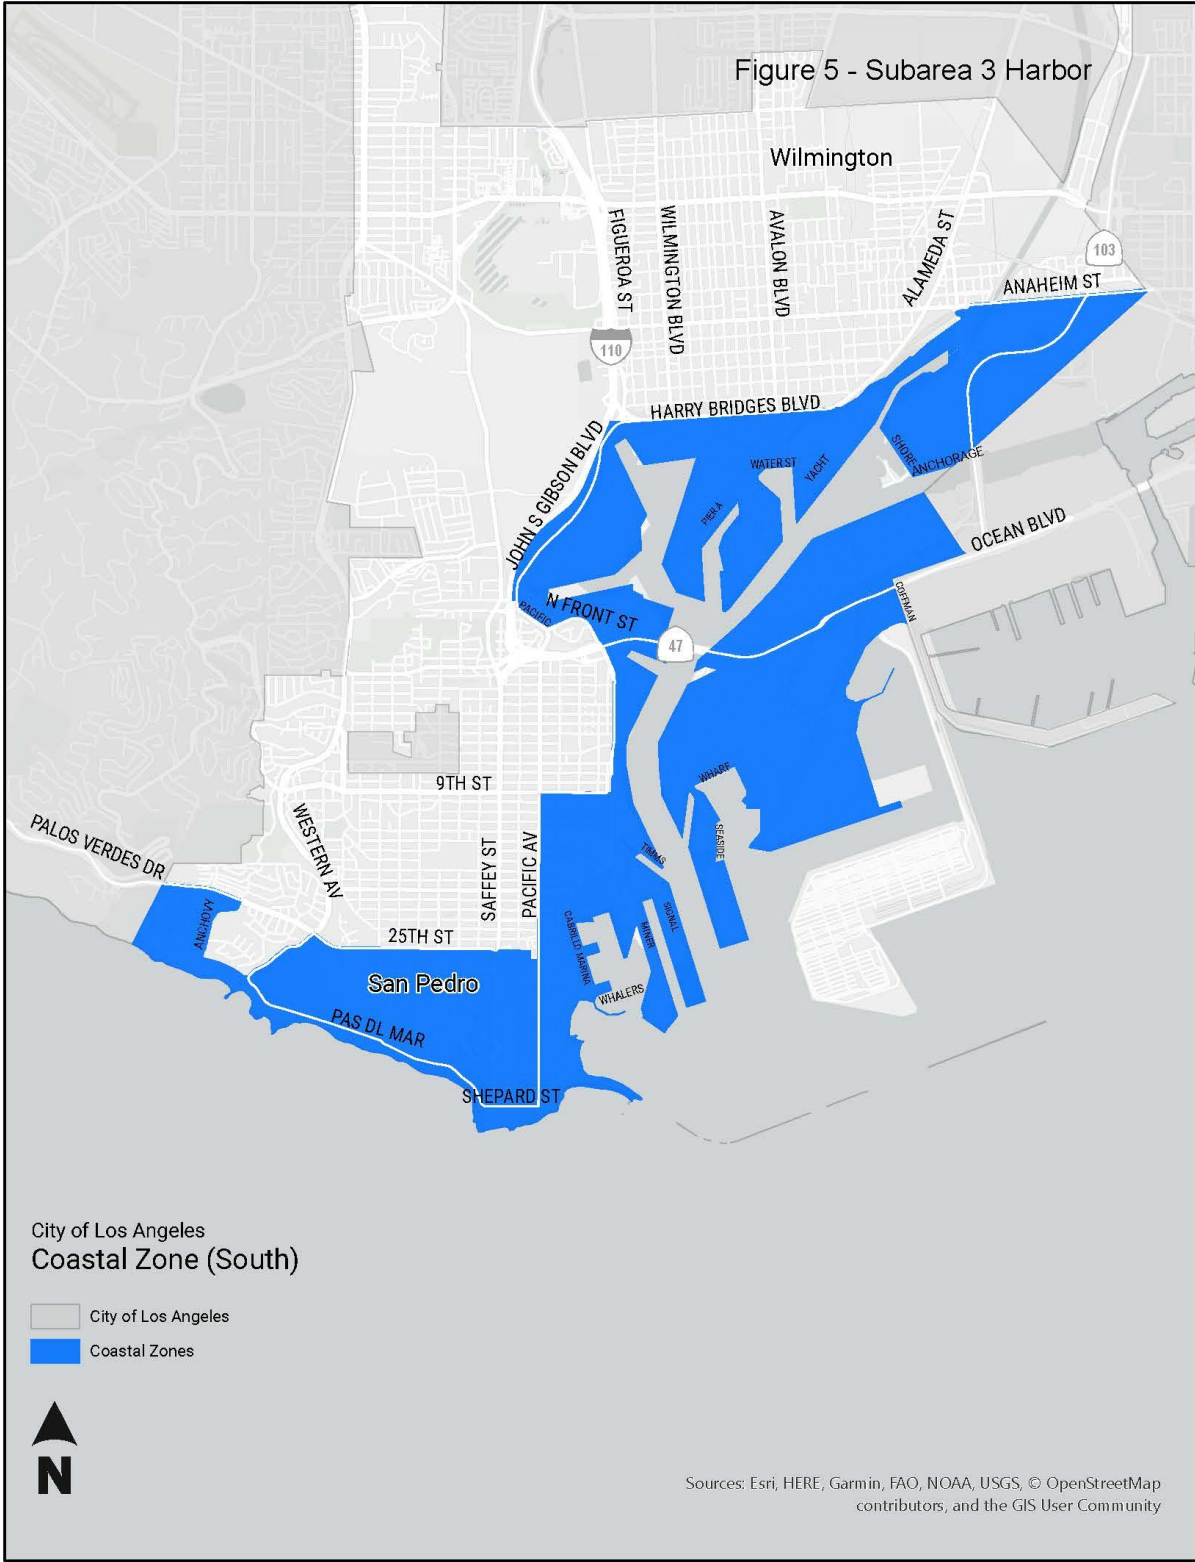 Figure 5 - Subarea 3 Harbor
Wilmington
FIGUEROA ST
WILMINGTON BLVD
AVALON BLVD
ALAMEDA ST
103
ANAHEIM ST
110
HARRY BRIDGES BLVD
JOHN S GIBSON BLVD
SHORE
ANCHORAGE
WATER ST
YACHT
PIER A
OCEAN BLVD
COFFMAN
PACIFIC
N FRONT ST
47
WHARF
9TH ST
PALOS VERDES DR
WESTERN AV
SAFFEY ST
PACIFIC AV
SEASIDE
TIMMS
ANCHOVY
25TH ST
CABRILLO MARINA
MINER
SIGNAL
San Pedro
WHALERS
PAS DL MAR
SHEPARD ST
City of Los Angeles
Coastal Zone (South)
City of Los Angeles
Coastal Zones
N
Sources: Esri, HERE, Garmin, FAO, NOAA, USGS, © OpenStreetMap
contributors, and the GIS User Community